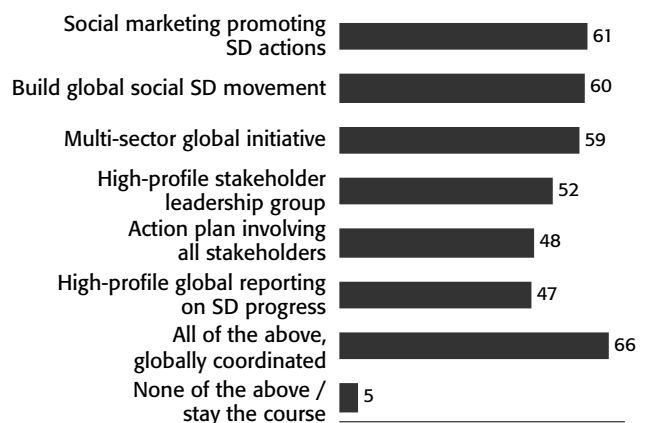 Social marketing promoting
SD actions
61
Build global social SD movement
60
Multi-sector global initiative
59
High-profile stakeholder
leadership group
52
Action plan involving
all stakeholders
48
High-profile global reporting
on SD progress
47
All of the above,
globally coordinated
66
None of the above /
stay the course
5